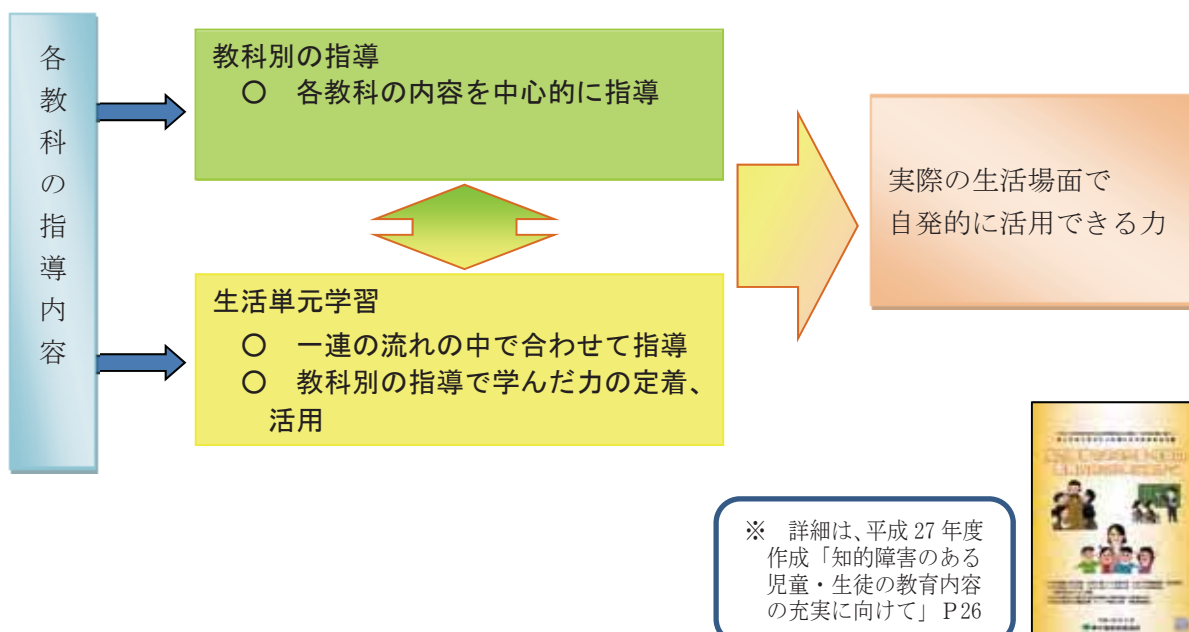 各教科の指導内容
教科別の指導
○　各教科の内容を中心的に指導
生活単元学習
○　一連の流れの中で合わせて指導
○　教科別の指導で学んだ力の定着、
活用
実際の生活場面で
自発的に活用できる力
※　詳細は、平成 27 年度
作成「知的障害のある
児童・生徒の教育内容
の充実に向けて」 P26